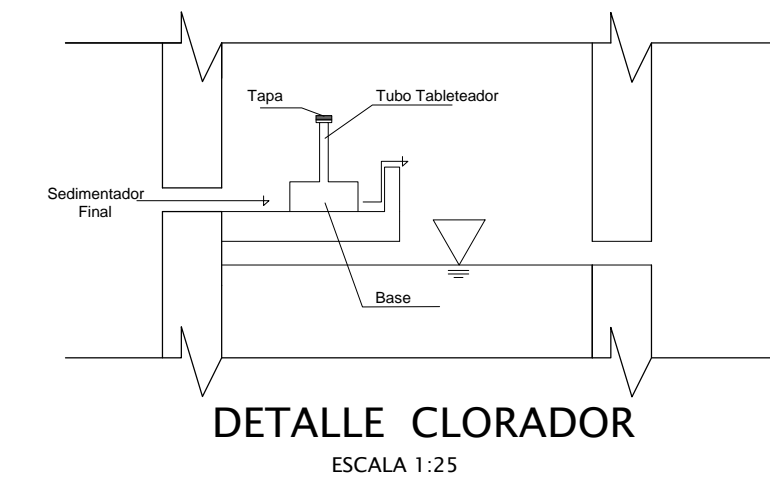 Tapa
Tubo Tableteador
Sedimentador
Final
Base
DETALLE CLORADOR
ESCALA 1:25